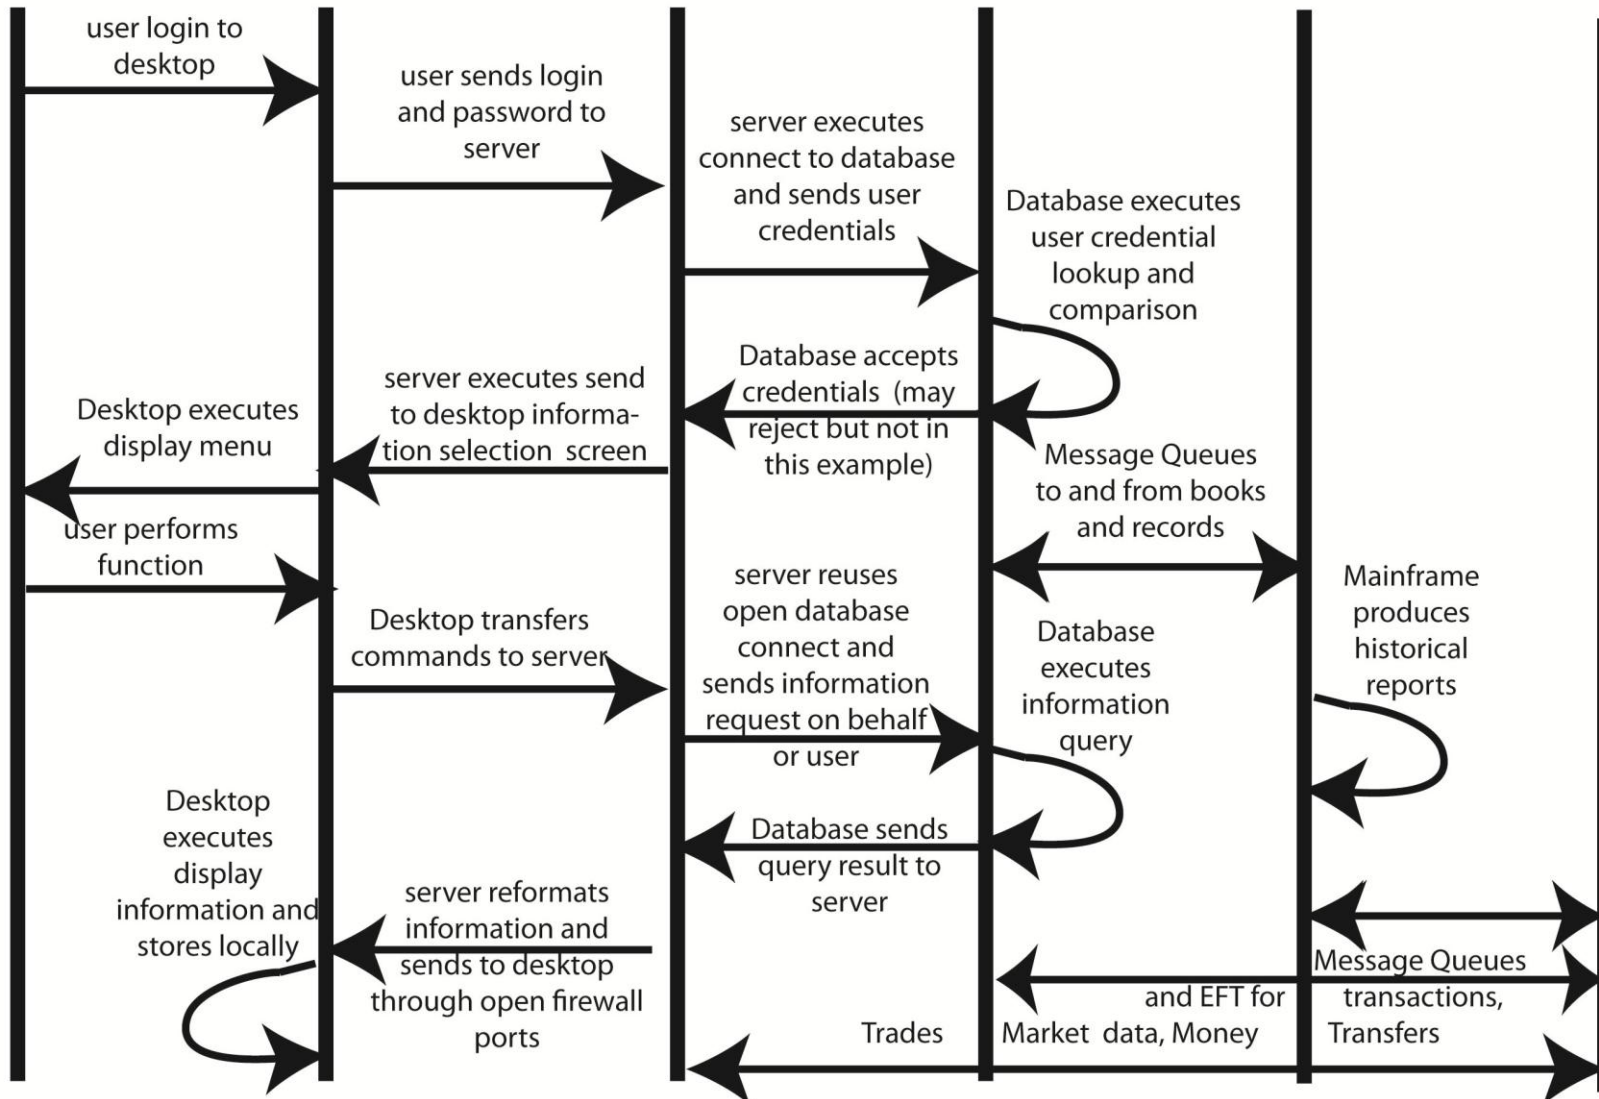 user login to
desktop
user sends login
and password to
server
server executes
connect to database
and sends user
credentials
Database executes
user credential
lookup and
comparison
Database accepts
credentials (may
reject but not in
this example)
server executes send
to desktop informa-
tion selection screen
Desktop executes
display menu
user performs
function
Message Queues
to and from books
and records
Desktop transfers
commands to server
server reuses
open database
connect and
sends information
request on behalf
or user
Database
executes
information
query
Mainframe
produces
historical
reports
Database sends
query result to
server
server reformats
information and
sends to desktop
through open firewall
ports
Desktop
executes
display
information and
stores locally
Message Queues
and EFT for transactions,
Trades Market data, Money Transfers